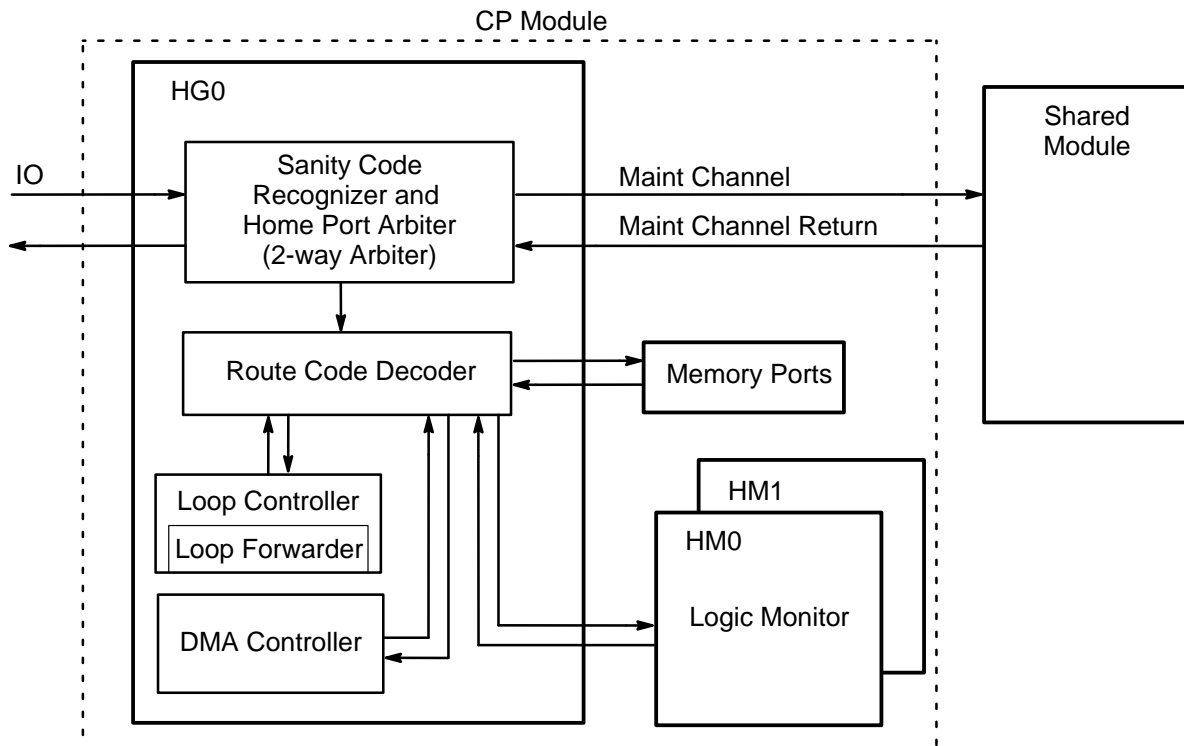 CP Module
HG0
Shared
Module
Sanity Code
Recognizer and
Home Port Arbiter
(2-way Arbiter)
IO
Maint Channel
Maint Channel Return
Route Code Decoder
Memory Ports
Loop Controller
Loop Forwarder
HM1
HM0
Logic Monitor
DMA Controller